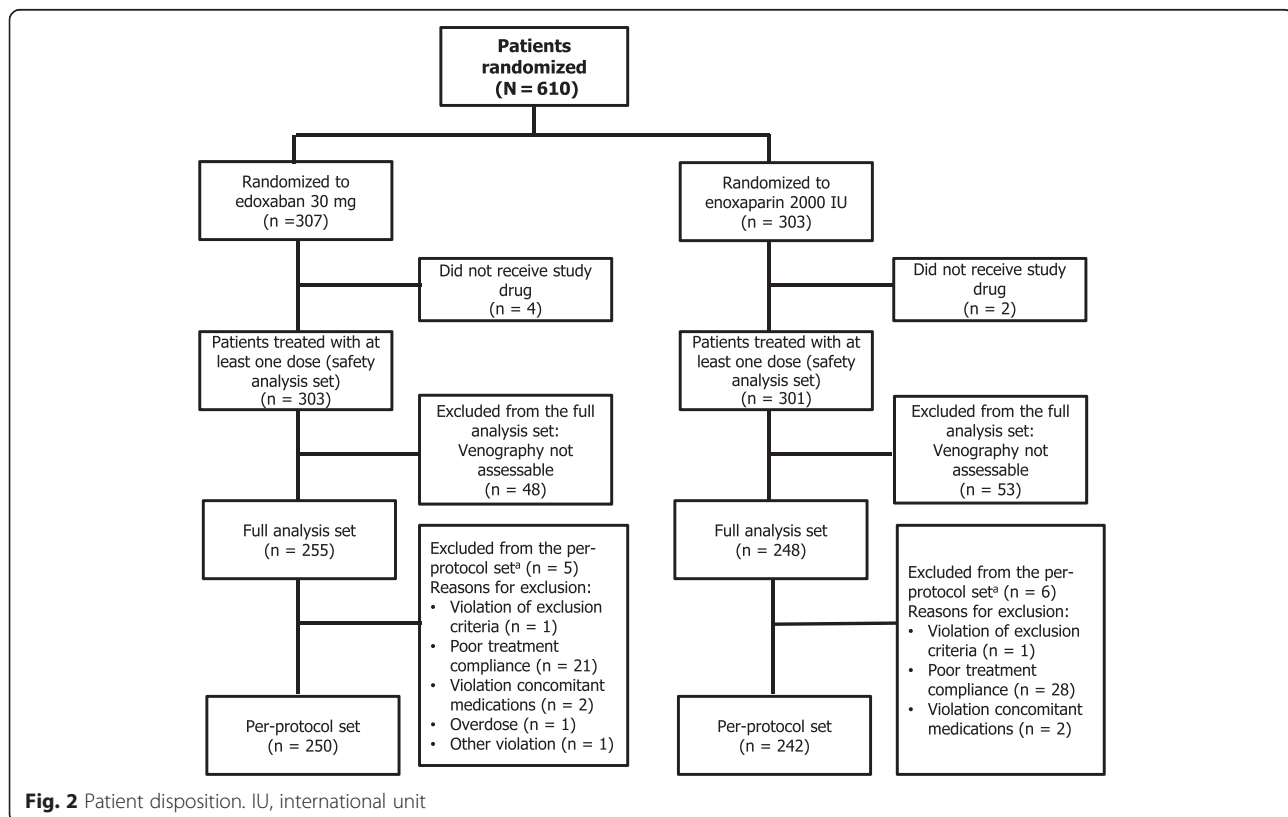 Patients
randomized
(N = 610)
Randomized to
edoxaban 30 mg
(n =307)
Randomized to
enoxaparin 2000 IU
(n = 303)
Did not receive study
drug
(n = 4)
Did not receive study
drug
(n = 2)
Patients treated with at
least one dose (safety
analysis set)
(n = 303)
Patients treated with at
least one dose (safety
analysis set)
(n = 301)
Excluded from the full
analysis set:
Venography not
assessable
(n = 48)
Excluded from the full
analysis set:
Venography not
assessable
(n = 53)
Full analysis set
(n = 255)
Full analysis set
(n = 248)
Excluded from the per-
protocol setᵃ (n = 5)
Reasons for exclusion:
• Violation of exclusion
criteria (n = 1)
• Poor treatment
compliance (n = 21)
• Violation concomitant
medications (n = 2)
• Overdose (n = 1)
• Other violation (n = 1)
Excluded from the per-
protocol setᵃ (n = 6)
Reasons for exclusion:
• Violation of exclusion
criteria (n = 1)
• Poor treatment
compliance (n = 28)
• Violation concomitant
medications (n = 2)
Per-protocol set
(n = 250)
Per-protocol set
(n = 242)
Fig. 2 Patient disposition. IU, international unit